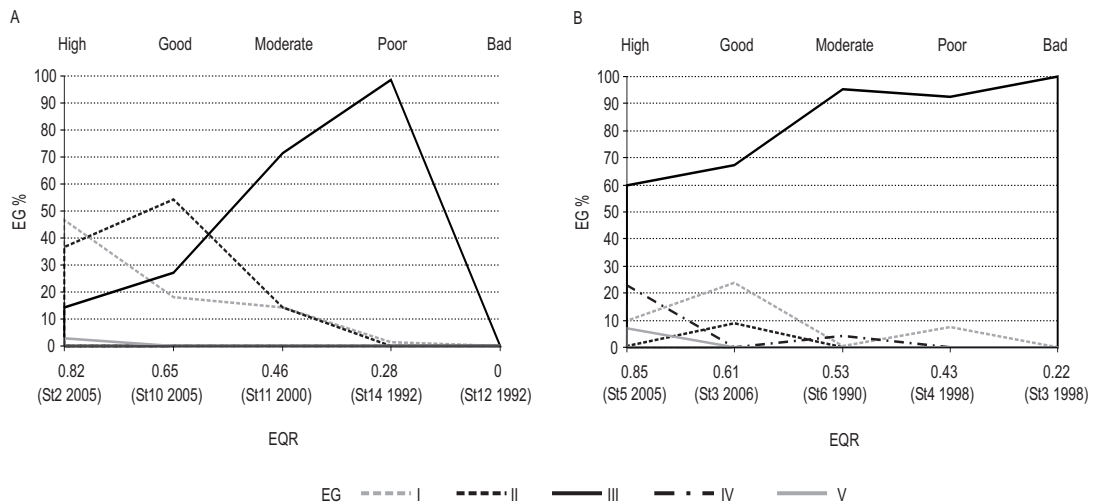 A
High Good Moderate Poor Bad
100
90
80
70
60
50
40
30
20
10
0
EG %
0.82 0.65 0.46 0.28 0
(St2 2005) (St10 2005) (St11 2000) (St14 1992) (St12 1992)
EQR
B
High Good Moderate Poor Bad
100
90
80
70
60
50
40
30
20
10
0
EG %
0.85 0.61 0.53 0.43 0.22
(St5 2005) (St3 2006) (St6 1990) (St4 1998) (St3 1998)
EQR
EG I II III IV V